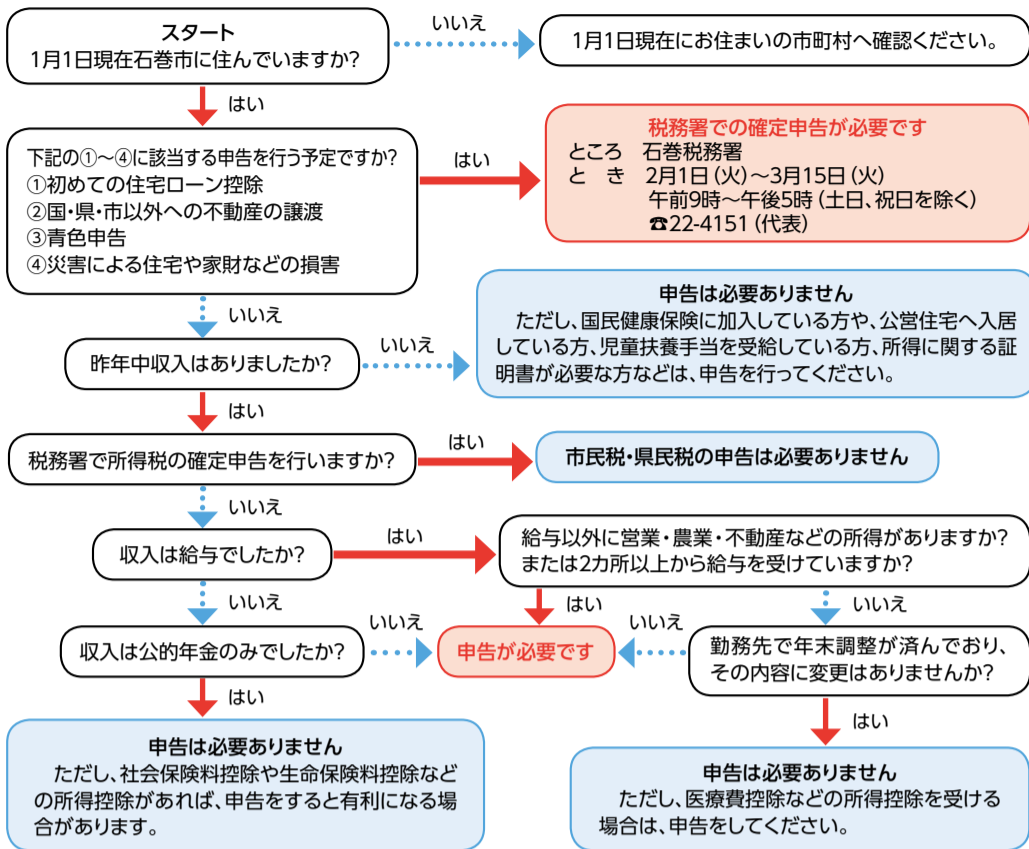 スタート
1月1日現在石巻市に住んでいますか?
いいえ
1月1日現在にお住まいの市町村へ確認ください。
はい
下記の①〜④に該当する申告を行う予定ですか?
①初めての住宅ローン控除
②国・県・市以外への不動産の譲渡
③青色申告
④災害による住宅や家財などの損害
はい
税務署での確定申告が必要です
ところ 石巻税務署
と き 2月1日(火)〜3月15日(火)
午前9時〜午後5時(土日、祝日を除く)
☎22-4151(代表)
いいえ
昨年中収入はありましたか?
いいえ
申告は必要ありません
ただし、国民健康保険に加入している方や、公営住宅へ入居
している方、児童扶養手当を受給している方、所得に関する証
明書が必要な方などは、申告を行ってください。
はい
税務署で所得税の確定申告を行いますか?
はい
市民税・県民税の申告は必要ありません
いいえ
収入は給与でしたか?
はい
給与以外に営業・農業・不動産などの所得がありますか?
または2カ所以上から給与を受けていますか?
いいえ
はい
いいえ
収入は公的年金のみでしたか?
いいえ
申告が必要です
いいえ
勤務先で年末調整が済んでおり、
その内容に変更はありませんか?
はい
はい
申告は必要ありません
ただし、社会保険料控除や生命保険料控除など
の所得控除があれば、申告をすると有利になる場
合があります。
申告は必要ありません
ただし、医療費控除などの所得控除を受ける
場合は、申告をしてください。